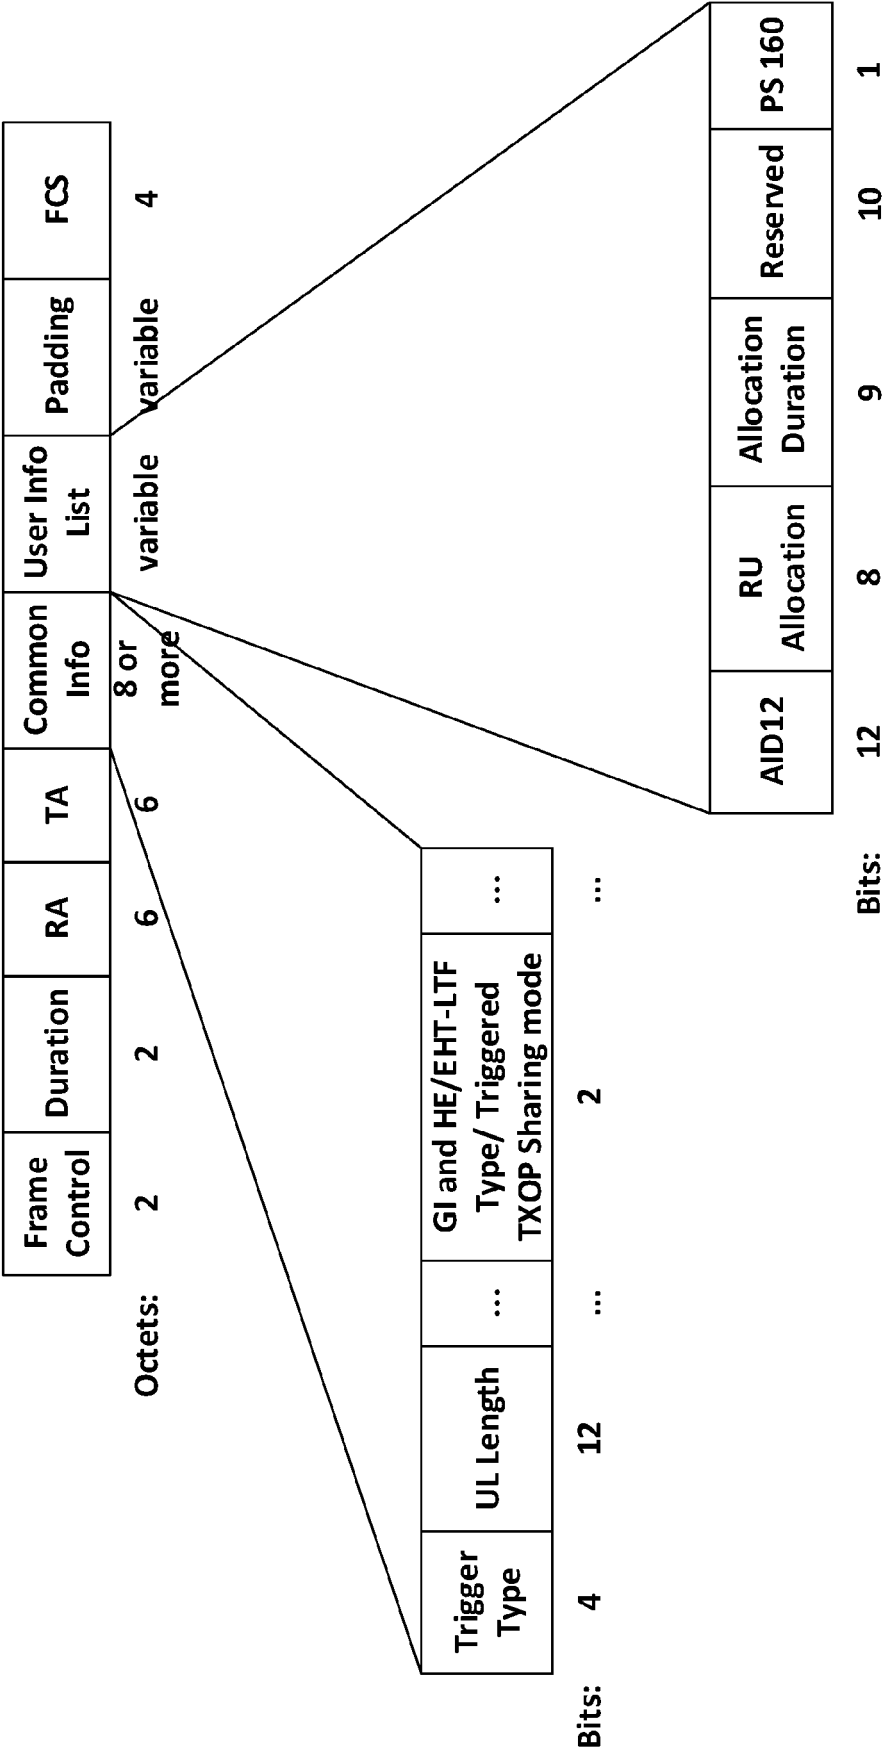 Frame
Control
Duration
RA
TA
Common
Info
User Info
List
Padding
FCS
Octets:
2
2
6
6
8 or
more
variable
variable
4
Trigger
Type
UL Length
...
GI and HE/EHT-LTF
Type/ Triggered
TXOP Sharing mode
...
Bits:
4
12
...
2
...
AID12
RU
Allocation
Allocation
Duration
Reserved
PS 160
Bits:
12
8
9
10
1